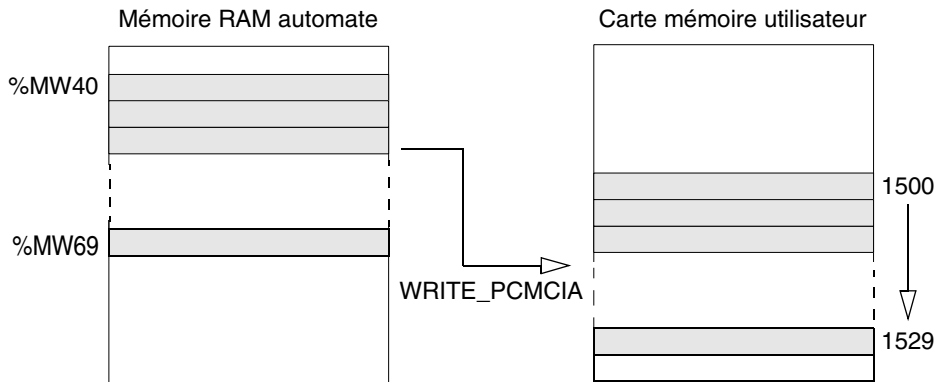 Mémoire RAM automate
Carte mémoire utilisateur
%MW40
1500
%MW69
WRITE_PCMCIA
1529